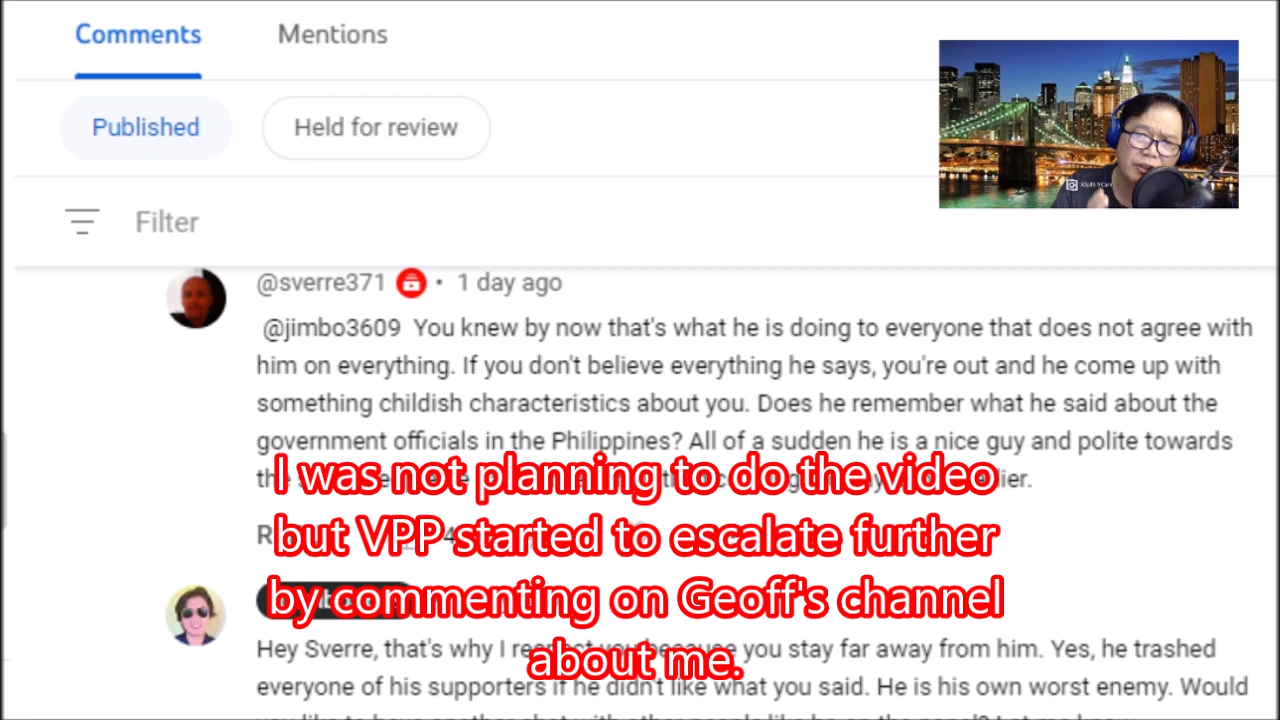 Comments Mentions
Published Held for review
Filter
XSplit VCam
@sverre371 • 1 day ago
@jimbo3609 You knew by now that's what he is doing to everyone that does not agree with
him on everything. If you don't believe everything he says, you're out and he come up with
something childish characteristics about you. Does he remember what he said about the
government officials in the Philippines? All of a sudden he is a nice guy and polite towards
I was not planning to do the video
but VPP started to escalate further
by commenting on Geoff's channel
about me.
Hey Sverre, that's why I you stay far away from him. Yes, he trashed
everyone of his supporters if he didn't like what you said. He is his own worst enemy. Would